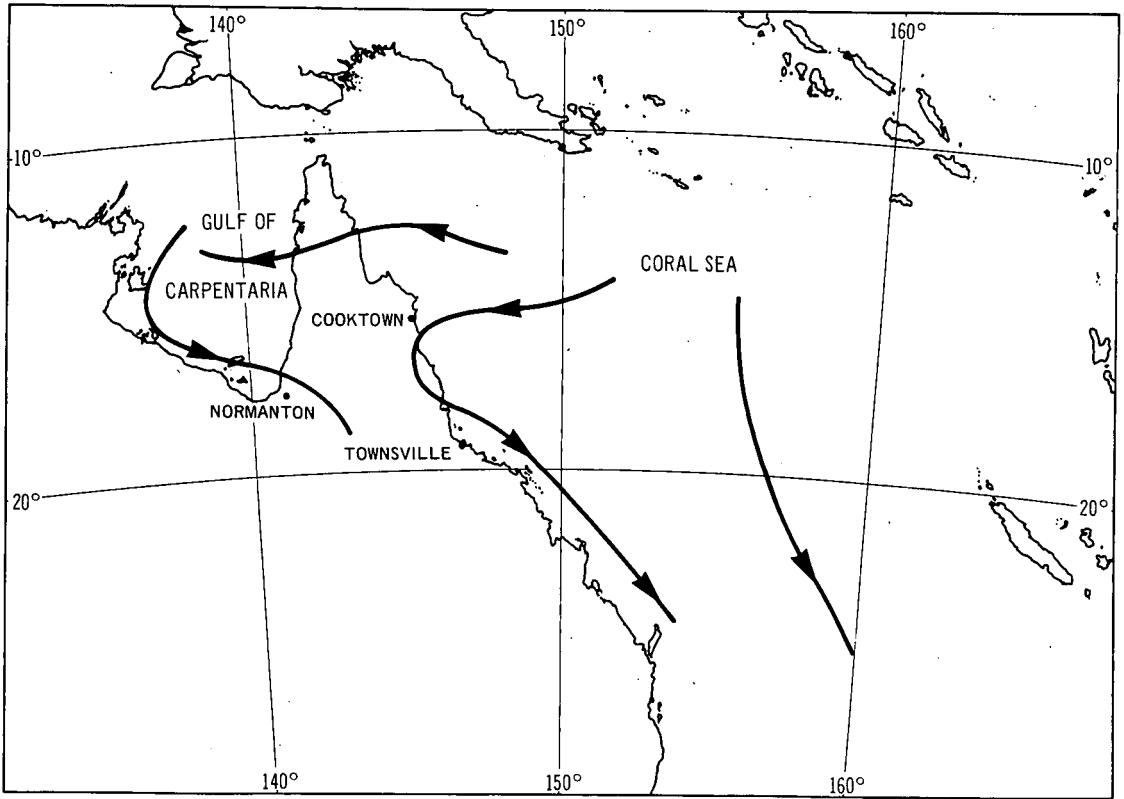 140°
150°
160°
10°
10°
GULF OF
CARPENTARIA
CORAL SEA
COOKTOWN
NORMANTON
TOWNSVILLE
20°
20°
140°
150°
160°